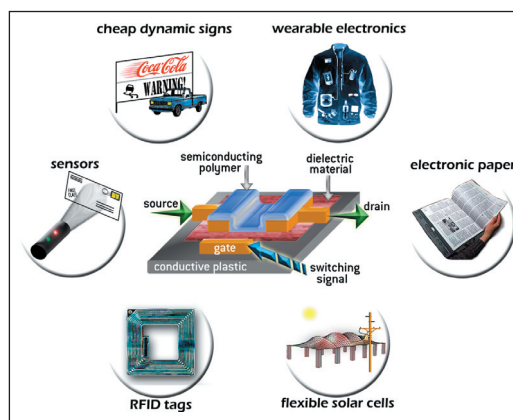 cheap dynamic signs
wearable electronics
Coca-Cola
WARNING!
sensors
semiconducting
polymer
dielectric
material
electronic paper
source
drain
gate
conductive plastic
switching
signal
RFID tags
flexible solar cells